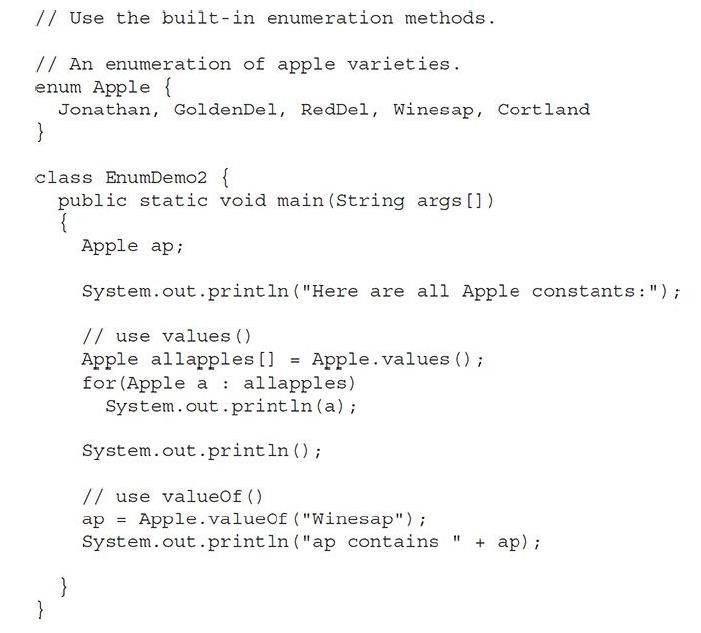 // Use the built-in enumeration methods.
// An enumeration of apple varieties.
enum Apple {
  Jonathan, GoldenDel, RedDel, Winesap, Cortland
}
class EnumDemo2 {
  public static void main(String args[])
  {
    Apple ap;
    System.out.println("Here are all Apple constants:");
    // use values()
    Apple allapples[] = Apple.values();
    for(Apple a : allapples)
      System.out.println(a);
    System.out.println();
    // use valueOf()
    ap = Apple.valueOf("Winesap");
    System.out.println("ap contains " + ap);
  }
}